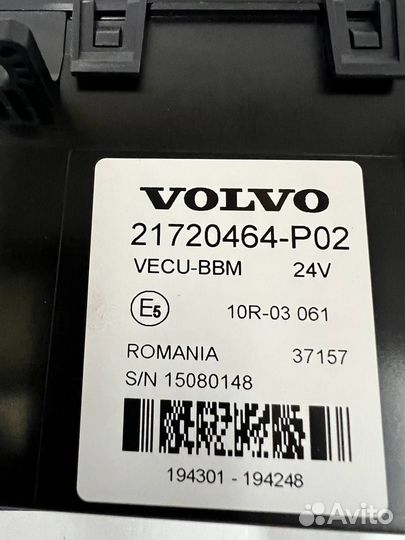 VOLVO
21720464-P02
VECU-BBM 24V
E5 10R-03 061
ROMANIA 37157
S/N 15080148
194301 - 194248
Avito